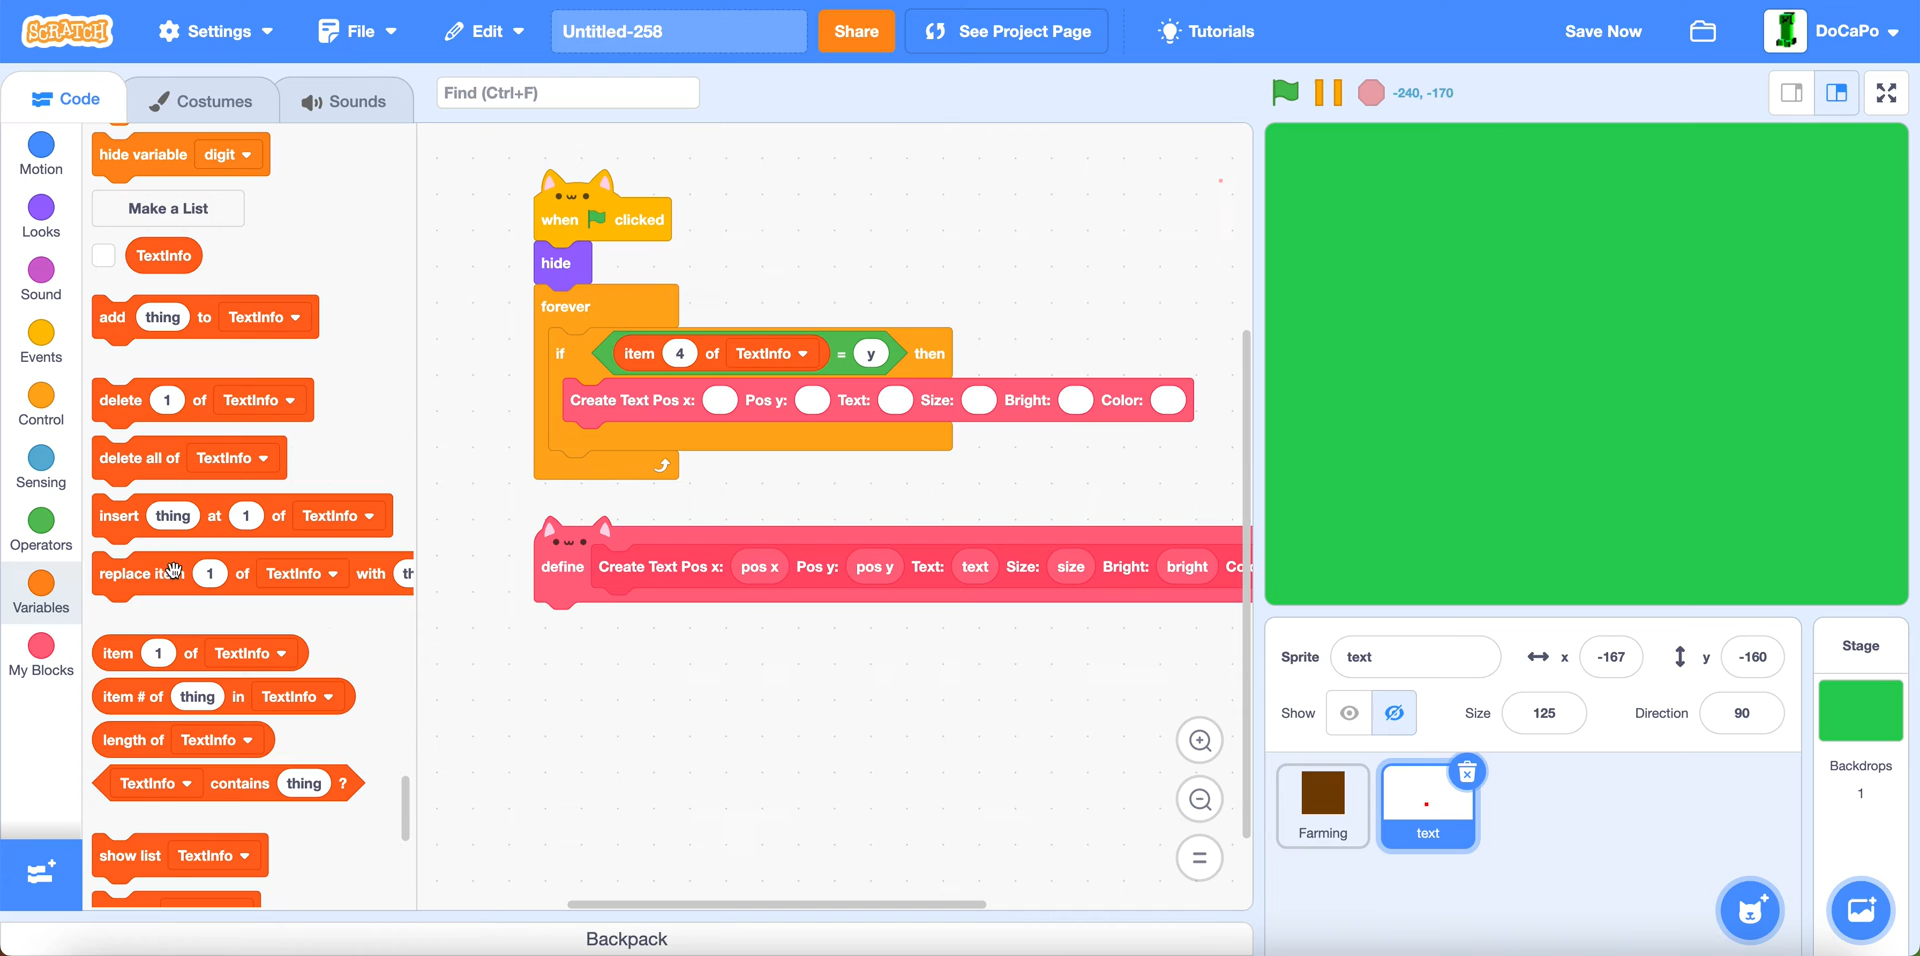 SCRATCH Settings File Edit Untitled-258 Share See Project Page Tutorials Save Now DoCaPo
Code Costumes Sounds Find (Ctrl+F) -240, -170
Motion
Looks
Sound
Events
Control
Sensing
Operators
Variables
My Blocks
hide variable digit
Make a List
TextInfo
add thing to TextInfo
delete 1 of TextInfo
delete all of TextInfo
insert thing at 1 of TextInfo
replace item 1 of TextInfo with th
item 1 of TextInfo
item # of thing in TextInfo
length of TextInfo
TextInfo contains thing ?
show list TextInfo
when clicked
hide
forever
if item 4 of TextInfo = y then
Create Text Pos x: Pos y: Text: Size: Bright: Color:
define Create Text Pos x: pos x Pos y: pos y Text: text Size: size Bright: bright Co
Backpack
Sprite text x -167 y -160
Show Size 125 Direction 90
Farming
text
Stage
Backdrops
1